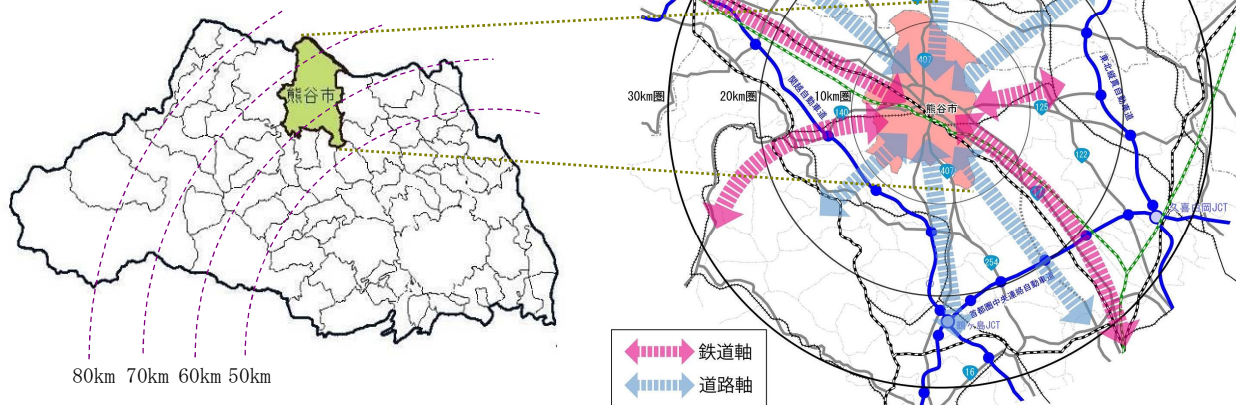 熊谷市
80km 70km 60km 50km
30km圏
20km圏
10km圏
熊谷市
407
125
140
122
407
17
254
16
関越自動車道
東北縦貫自動車道
首都圏中央連絡自動車道
久喜白岡JCT
鶴ヶ島JCT
鉄道軸
道路軸